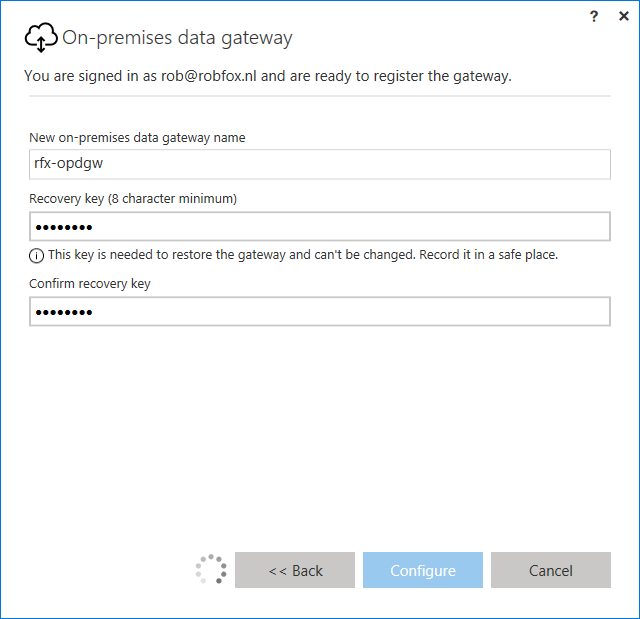 ? ×
On-premises data gateway
You are signed in as rob@robfox.nl and are ready to register the gateway.
New on-premises data gateway name
rfx-opdgw
Recovery key (8 character minimum)
●●●●●●●●
This key is needed to restore the gateway and can't be changed. Record it in a safe place.
Confirm recovery key
●●●●●●●●
<< Back Configure Cancel